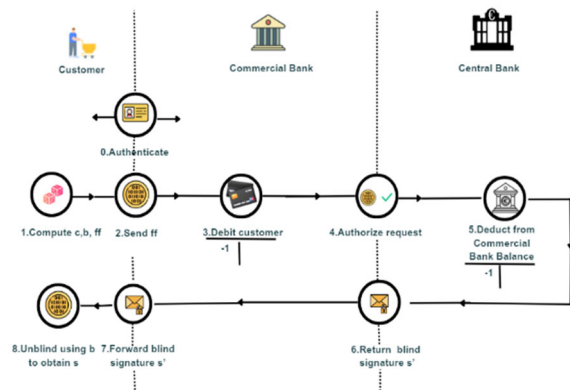 Customer
Commercial Bank
Central Bank
0.Authenticate
1.Compute c,b, ff
2.Send ff
3.Debit customer
-1
4.Authorize request
5.Deduct from
Commercial
Bank Balance
-1
8.Unblind using b
to obtain s
7.Forward blind
signature s'
6.Return blind
signature s'